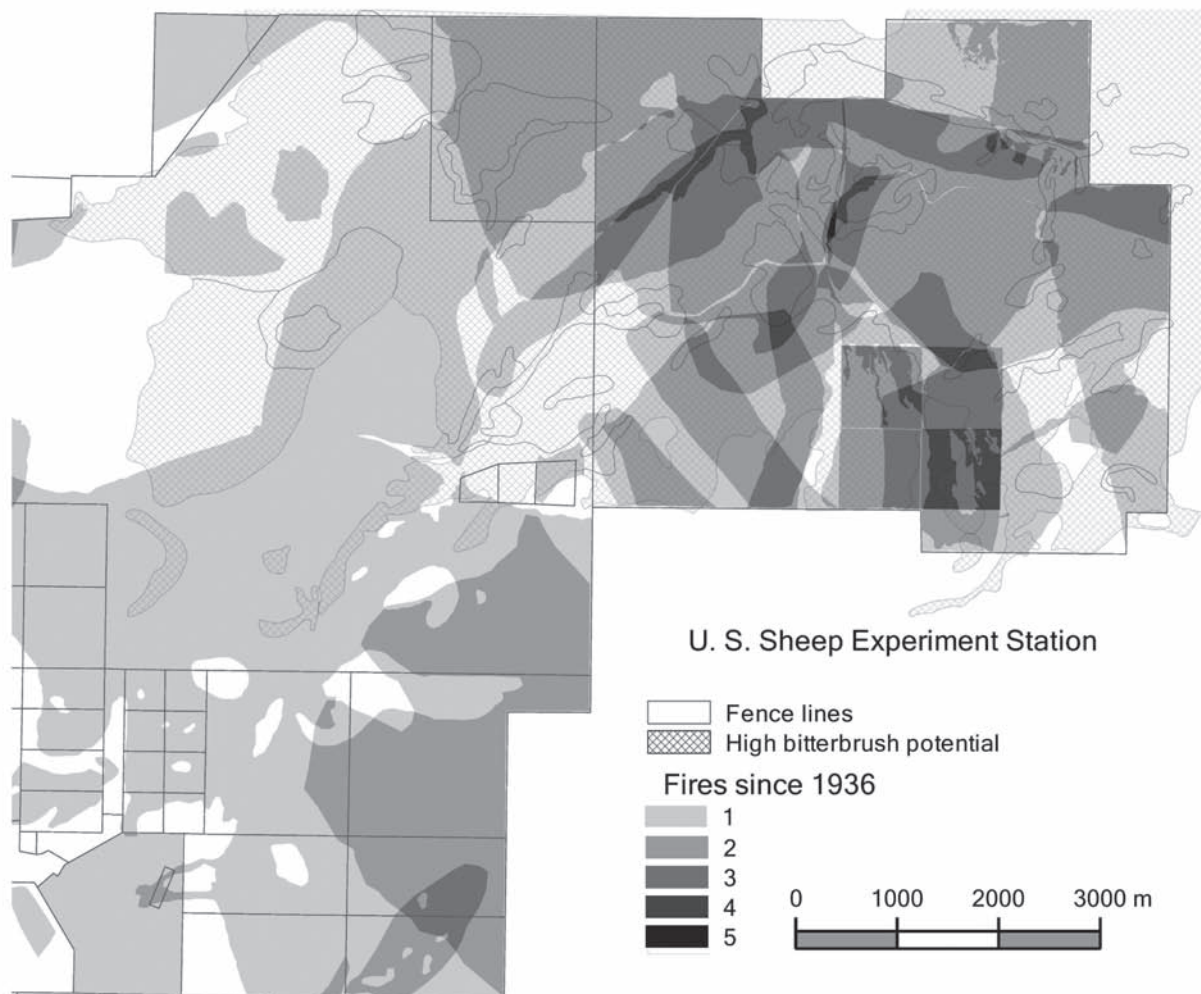 U. S. Sheep Experiment Station
Fence lines
High bitterbrush potential
Fires since 1936
1
2
3
4
5
0 1000 2000 3000 m